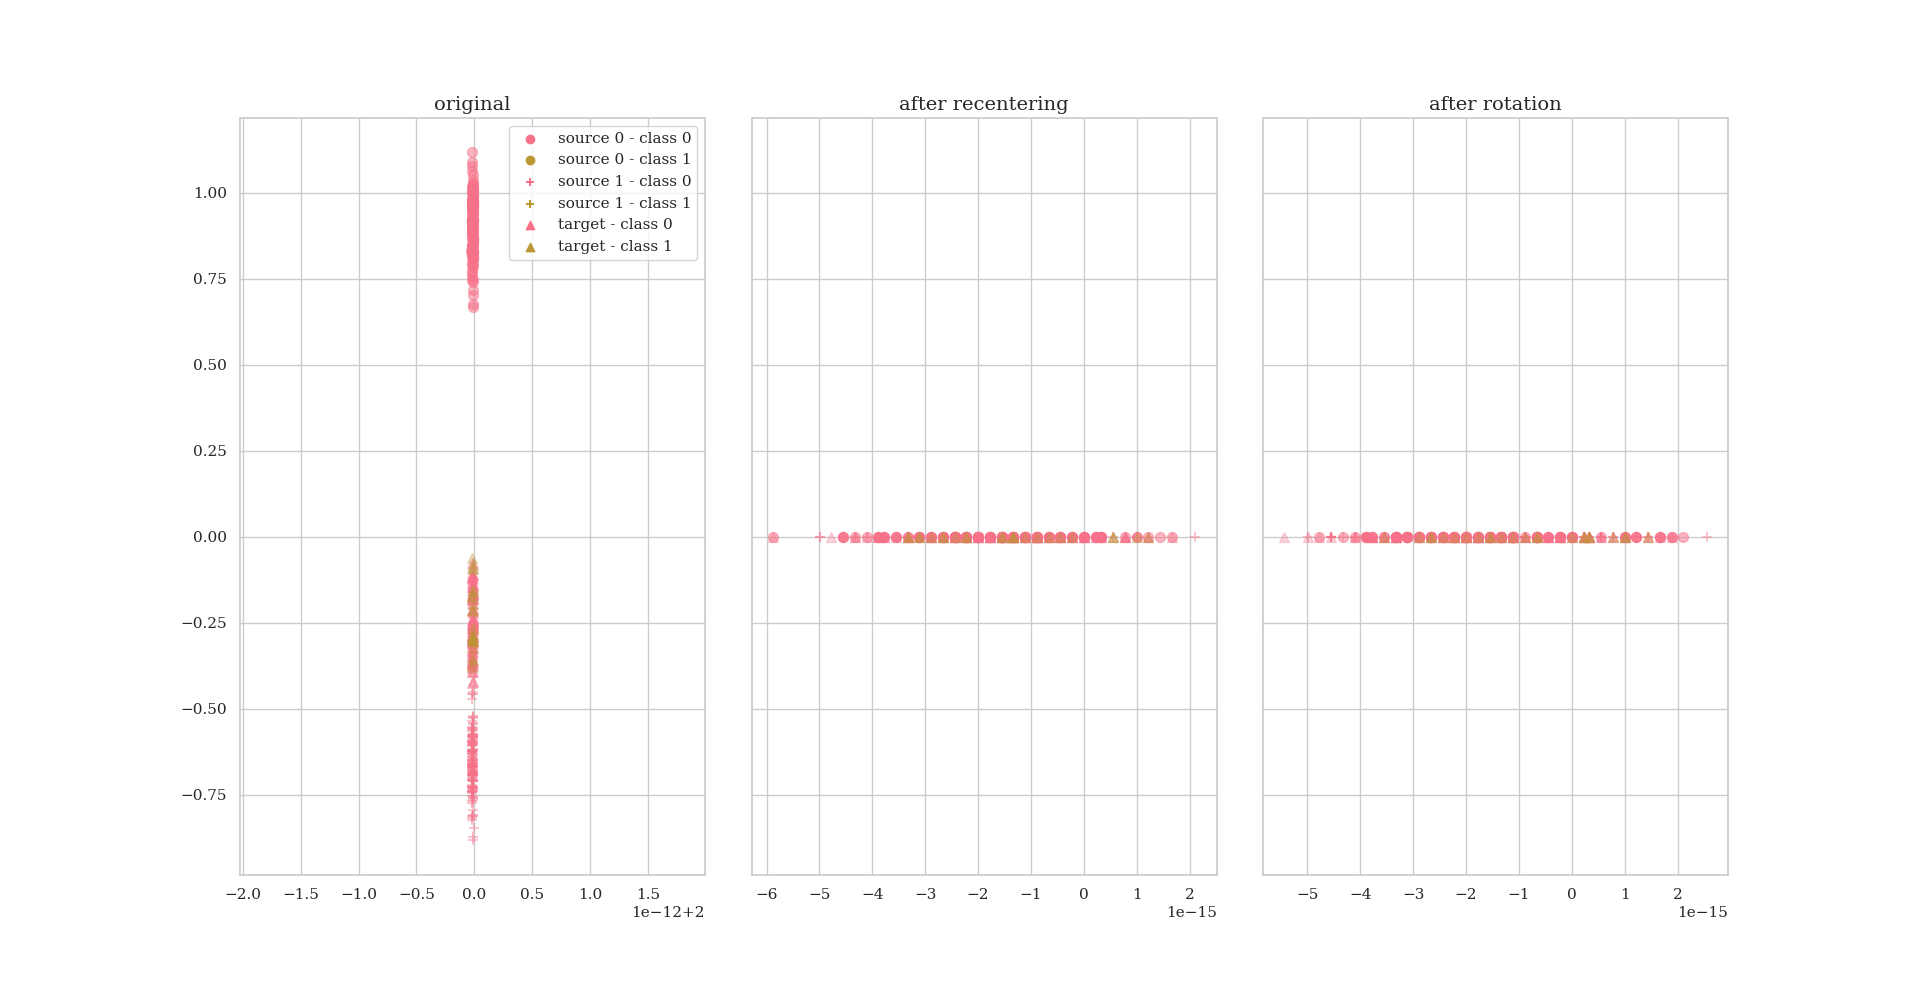 original
after recentering
after rotation
source 0 - class 0
source 0 - class 1
source 1 - class 0
source 1 - class 1
target - class 0
target - class 1
1.00
0.75
0.50
0.25
0.00
−0.25
−0.50
−0.75
−2.0 −1.5 −1.0 −0.5 0.0 0.5 1.0 1.5
1e−12+2
−6 −5 −4 −3 −2 −1 0 1 2
1e−15
−5 −4 −3 −2 −1 0 1 2
1e−15